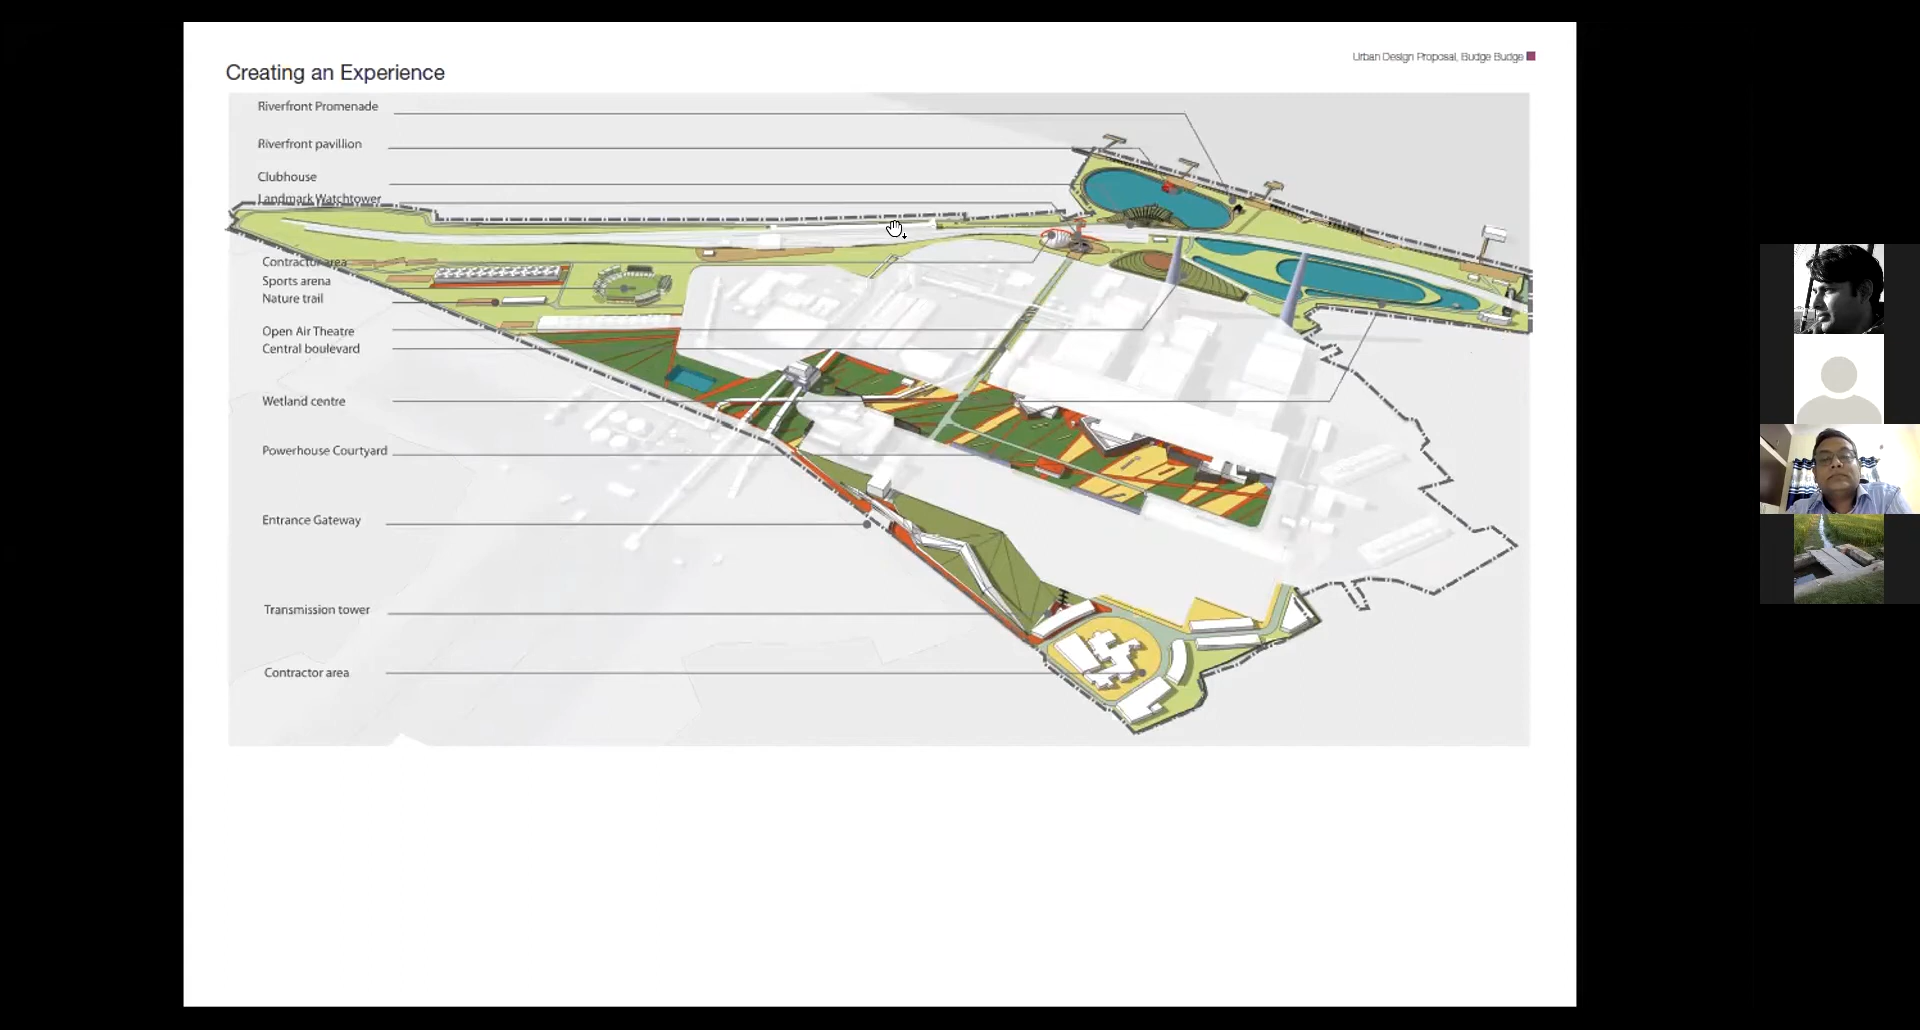 Urban Design Proposal, Budge Budge
Creating an Experience
Riverfront Promenade
Riverfront pavillion
Clubhouse
Landmark Watchtower
Contractor area
Sports arena
Nature trail
Open Air Theatre
Central boulevard
Wetland centre
Powerhouse Courtyard
Entrance Gateway
Transmission tower
Contractor area